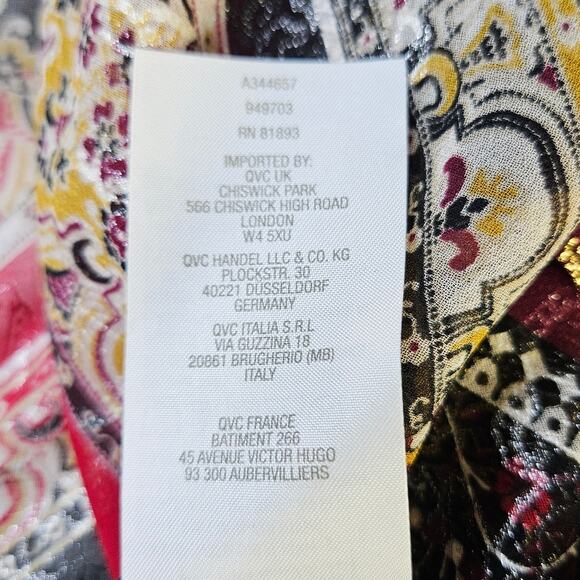 A344657
949703
RN 81893
IMPORTED BY:
QVC UK
CHISWICK PARK
566 CHISWICK HIGH ROAD
LONDON
W4 5XU
QVC HANDEL LLC & CO. KG
PLOCKSTR. 30
40221 DÜSSELDORF
GERMANY
QVC ITALIA S.R.L
VIA GUZZINA 18
20861 BRUGHERIO (MB)
ITALY
QVC FRANCE
BATIMENT 266
45 AVENUE VICTOR HUGO
93 300 AUBERVILLIERS